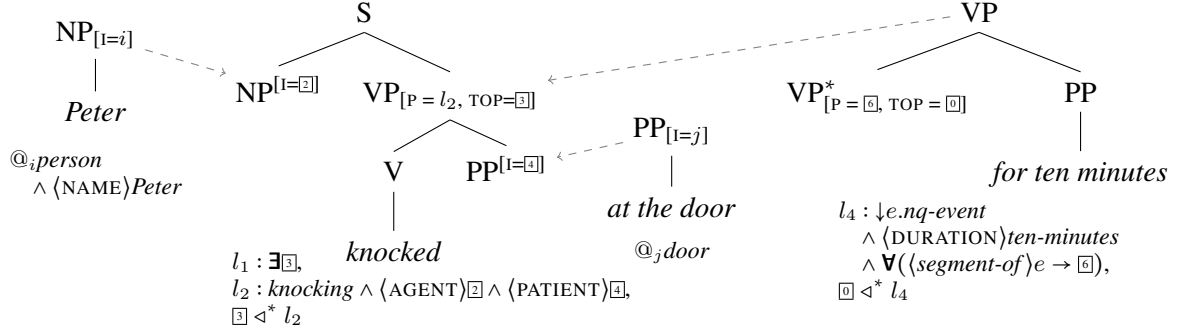 S
VP
NP[I=i]
NP[I=2]
VP[P = l2, TOP=3]
VP*[P = 6, TOP = 0]
PP
Peter
PP[I=j]
@iperson
∧ ⟨NAME⟩Peter
V
PP[I=4]
for ten minutes
at the door
l4 : ↓e.nq-event
∧ ⟨DURATION⟩ten-minutes
∧ ∀(⟨segment-of⟩e → 6),
0 ◁* l4
knocked
@jdoor
l1 : ∃3,
l2 : knocking ∧ ⟨AGENT⟩2 ∧ ⟨PATIENT⟩4,
3 ◁* l2